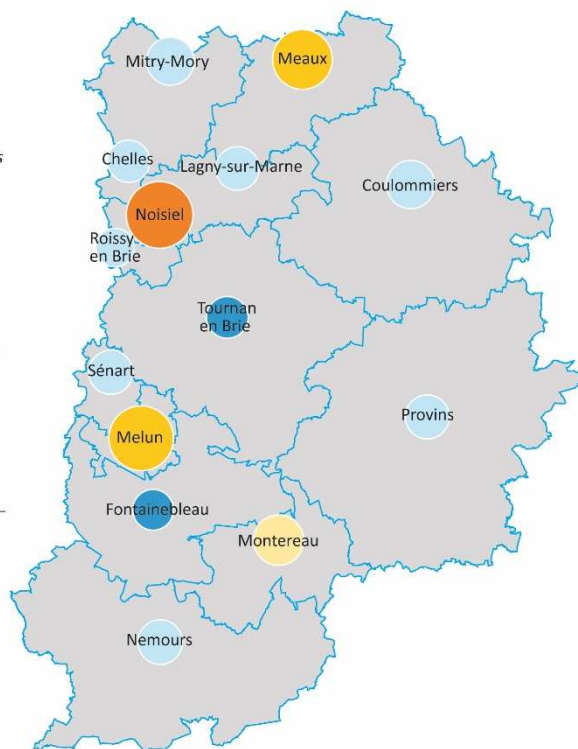 Mitry-Mory
Meaux
s
Chelles
Lagny-sur-Marne
Coulommiers
Noisiel
Roissy
en Brie
Tournan
en Brie
Sénart
Provins
Melun
Fontainebleau
Montereau
Nemours